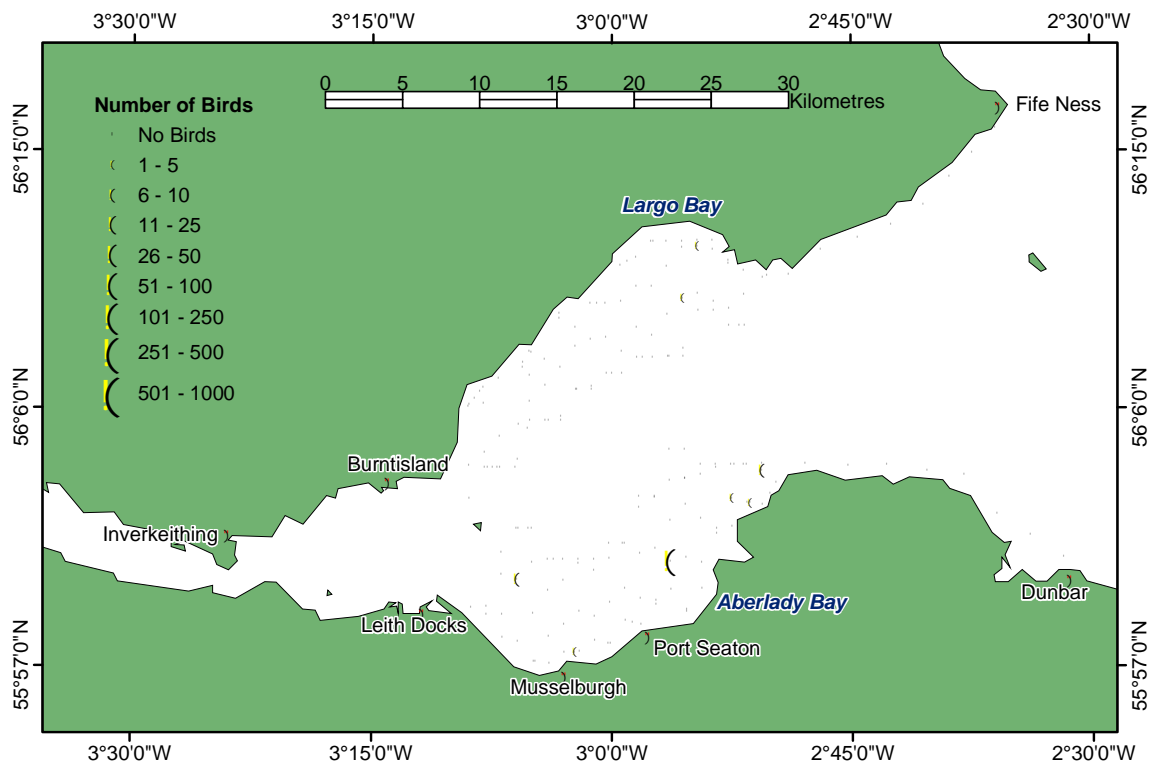 3°30'0"W 3°15'0"W 3°0'0"W 2°45'0"W 2°30'0"W
0 5 10 15 20 25 30
Kilometres
Number of Birds
No Birds
1 - 5
6 - 10
11 - 25
26 - 50
51 - 100
101 - 250
251 - 500
501 - 1000
Fife Ness
56°15'0"N 56°15'0"N
Largo Bay
56°6'0"N 56°6'0"N
Burntisland
Inverkeithing
Dunbar
Aberlady Bay
Leith Docks
Port Seaton
55°57'0"N 55°57'0"N
Musselburgh
3°30'0"W 3°15'0"W 3°0'0"W 2°45'0"W 2°30'0"W